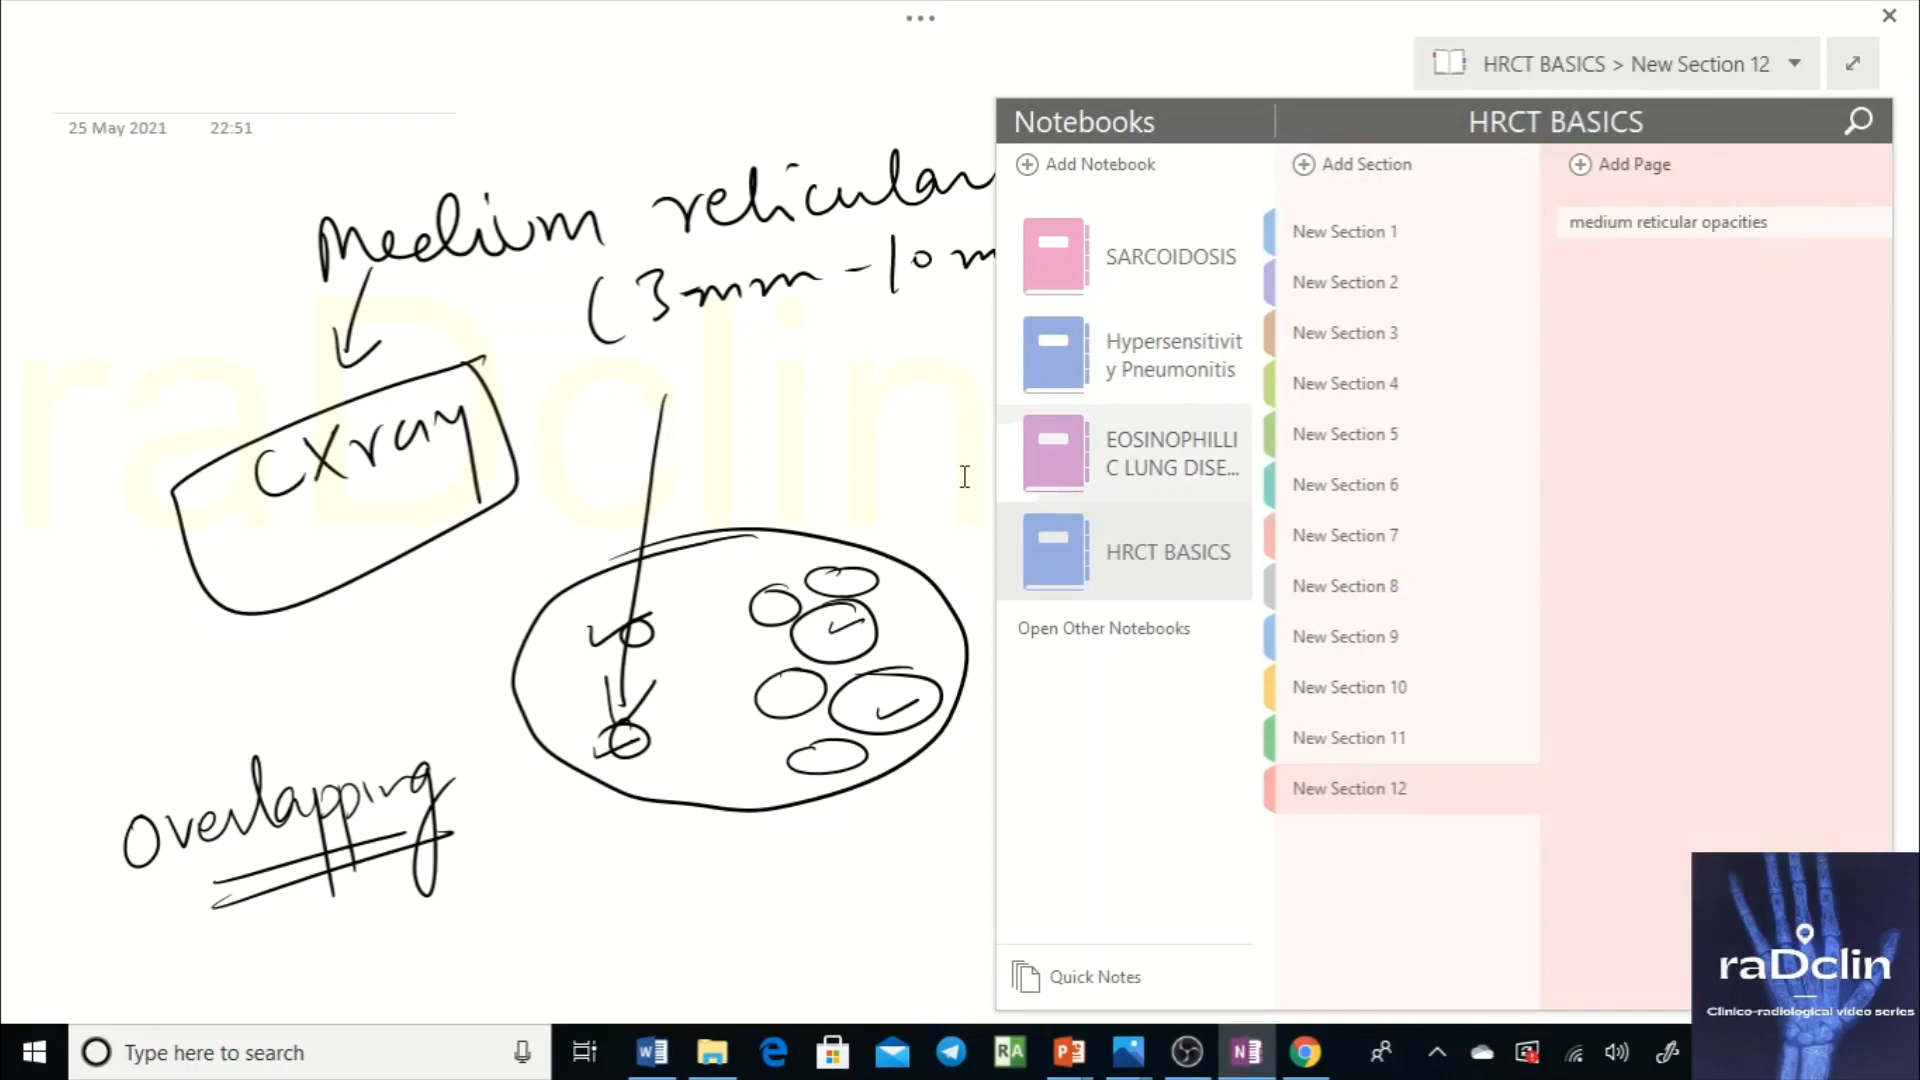 HRCT BASICS > New Section 12
25 May 2021 22:51
Medium reticular
(3mm - 10 m
CXray
Overlapping
raDclin
Notebooks
HRCT BASICS
Add Notebook
Add Section
Add Page
SARCOIDOSIS
Hypersensitivit
y Pneumonitis
EOSINOPHILLI
C LUNG DISE...
HRCT BASICS
Open Other Notebooks
Quick Notes
New Section 1
New Section 2
New Section 3
New Section 4
New Section 5
New Section 6
New Section 7
New Section 8
New Section 9
New Section 10
New Section 11
New Section 12
medium reticular opacities
raDclin
Clinico-radiological video series
Type here to search
RA